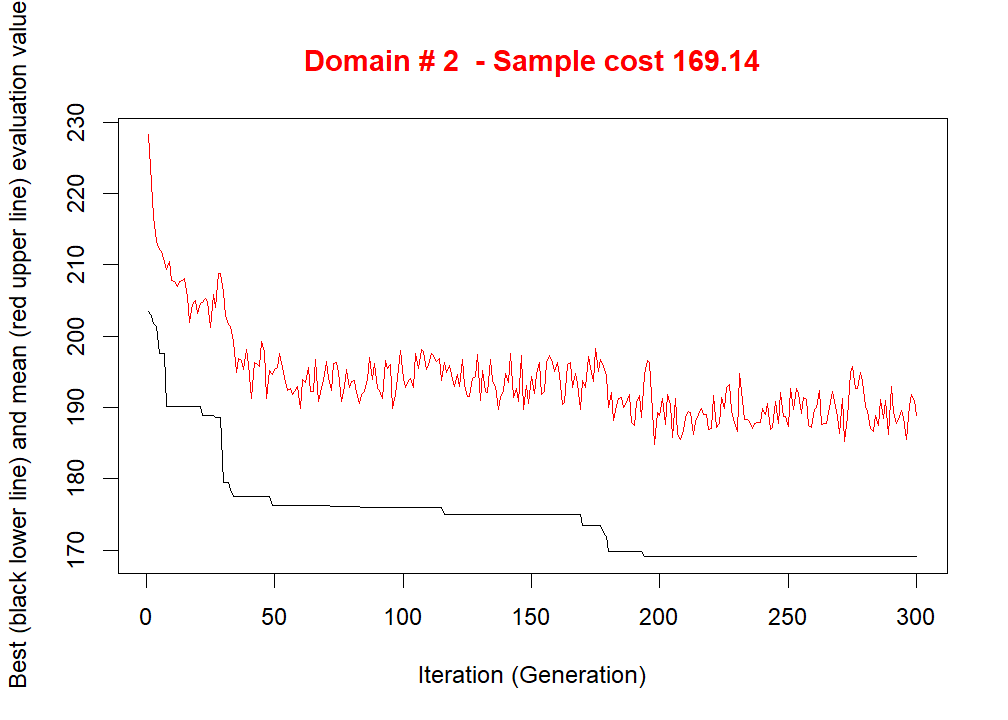 Domain # 2  - Sample cost 169.14
Best (black lower line) and mean (red upper line) evaluation value
230
220
210
200
190
180
170
0 50 100 150 200 250 300
Iteration (Generation)